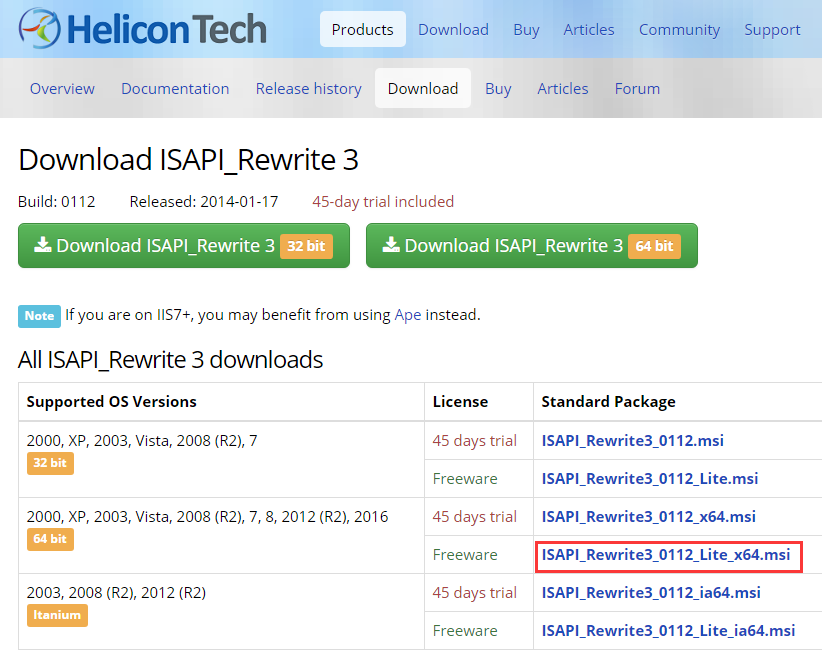 HeliconTech Products Download Buy Articles Community Support
Overview Documentation Release history Download Buy Articles Forum
Download ISAPI_Rewrite 3
Build: 0112 Released: 2014-01-17 45-day trial included
Download ISAPI_Rewrite 3 32 bit Download ISAPI_Rewrite 3 64 bit
Note If you are on IIS7+, you may benefit from using Ape instead.
All ISAPI_Rewrite 3 downloads
Supported OS Versions License Standard Package
2000, XP, 2003, Vista, 2008 (R2), 7 45 days trial ISAPI_Rewrite3_0112.msi
32 bit
Freeware ISAPI_Rewrite3_0112_Lite.msi
2000, XP, 2003, Vista, 2008 (R2), 7, 8, 2012 (R2), 2016 45 days trial ISAPI_Rewrite3_0112_x64.msi
64 bit
Freeware ISAPI_Rewrite3_0112_Lite_x64.msi
2003, 2008 (R2), 2012 (R2) 45 days trial ISAPI_Rewrite3_0112_ia64.msi
Itanium
Freeware ISAPI_Rewrite3_0112_Lite_ia64.msi